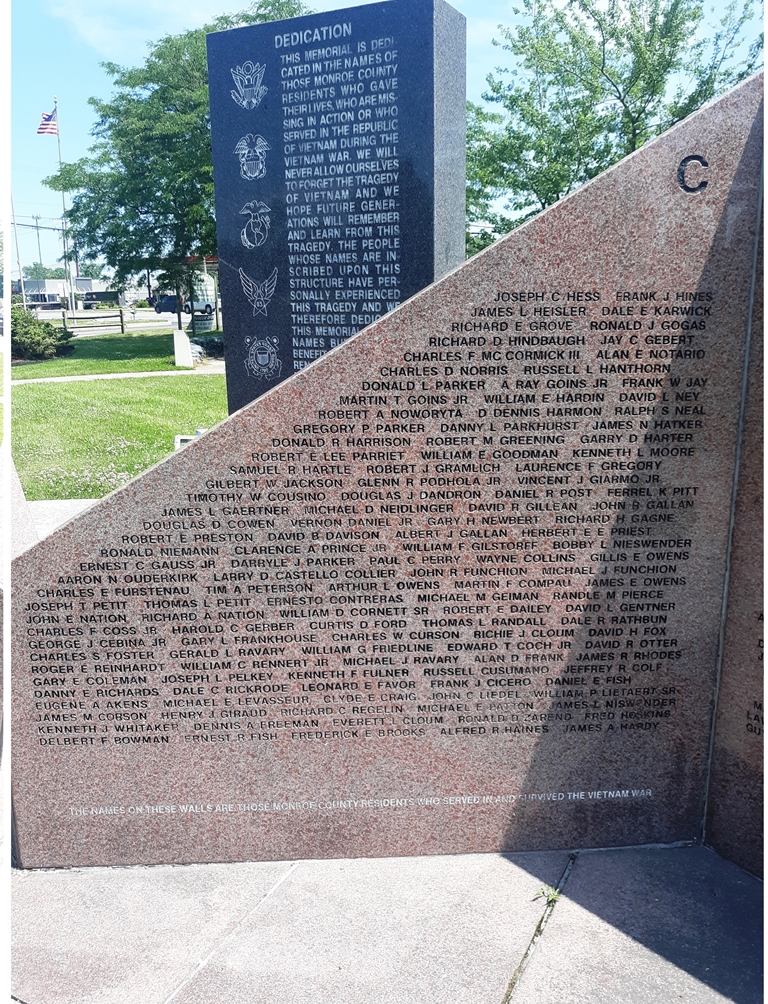 DEDICATION
THIS MEMORIAL IS DEDI-
CATED IN THE NAMES OF
THOSE MONROE COUNTY
RESIDENTS WHO GAVE
THEIR LIVES, WHO ARE MIS-
SING IN ACTION OR WHO
SERVED IN THE REPUBLIC
OF VIETNAM DURING THE
VIETNAM WAR. WE WILL
NEVER ALLOW OURSELVES
TO FORGET THE TRAGEDY
OF VIETNAM AND WE
HOPE FUTURE GENER-
ATIONS WILL REMEMBER
AND LEARN FROM THIS
TRAGEDY. THE PEOPLE
WHOSE NAMES ARE IN-
SCRIBED UPON THIS
STRUCTURE HAVE PER-
SONALLY EXPERIENCED
THIS TRAGEDY AND WE
THEREFORE DEDIC
THIS MEMORIAL
NAMES BU
BENEFI
C
JOSEPH C HESS FRANK J HINES
JAMES L HEISLER DALE E KARWICK
RICHARD E GROVE RONALD J GOGAS
RICHARD D HINDBAUGH JAY C GEBERT
CHARLES F MC CORMICK III ALAN E NOTARIO
CHARLES D NORRIS RUSSELL L HANTHORN
DONALD L PARKER A RAY GOINS JR FRANK W JAY
MARTIN T GOINS JR WILLIAM E HARDIN DAVID L NEY
ROBERT A NOWORYTA D DENNIS HARMON RALPH S NEAL
GREGORY P PARKER DANNY L PARKHURST JAMES N HATKER
DONALD R HARRISON ROBERT M GREENING GARRY D HARTER
ROBERT E LEE PARRIET WILLIAM E GOODMAN KENNETH L MOORE
SAMUEL R HARTLE ROBERT J GRAMLICH LAURENCE F GREGORY
GILBERT W JACKSON GLENN R PODHOLA JR VINCENT J GIARMO JR
TIMOTHY W COUSINO DOUGLAS J DANDRON DANIEL R POST FERREL K PITT
JAMES L GAERTNER MICHAEL D NEIDLINGER DAVID R GILLEAN JOHN B GALLAN
DOUGLAS D COWEN VERNON DANIEL JR GARY H NEWBERT RICHARD H GAGNE
ROBERT E PRESTON DAVID B DAVISON ALBERT J GALLAN HERBERT E E PRIEST
RONALD NIEMANN CLARENCE A PRINCE JR WILLIAM F GILSTORFF BOBBY L NIESWENDER
ERNEST C GAUSS JR DARRYLE J PARKER PAUL C PERRY WAYNE COLLINS GILLIS E OWENS
AARON N OUDERKIRK LARRY D CASTELLO COLLIER JOHN R FUNCHION MICHAEL J FUNCHION
CHARLES E FURSTENAU TIM A PETERSON ARTHUR L OWENS MARTIN F COMPAU JAMES E OWENS
JOSEPH T PETIT THOMAS L PETIT ERNESTO CONTRERAS MICHAEL M GEIMAN RANDLE M PIERCE
JOHN E NATION RICHARD A NATION WILLIAM D CORNETT SR ROBERT E DAILEY DAVID L GENTNER
CHARLES F COSS JR HAROLD C GERBER CURTIS D FORD THOMAS L RANDALL DALE R RATHBUN
GEORGE J CEBINA JR GARY L FRANKHOUSE CHARLES W CURSON RICHIE J CLOUM DAVID H FOX
CHARLES S FOSTER GERALD L RAVARY WILLIAM G FRIEDLINE EDWARD T COCH JR DAVID R OTTER
ROGER E REINHARDT WILLIAM C RENNERT JR MICHAEL J RAVARY ALAN D FRANK JAMES R RHODES
GARY E COLEMAN JOSEPH L PELKEY KENNETH F FULNER RUSSELL CUSUMANO JEFFREY R COLF
DANNY E RICHARDS DALE C RICKRODE LEONARD E FAVOR FRANK J CICERO DANIEL E FISH
EUGENE A AKENS MICHAEL E LEVASSEUR CLYDE E CRAIG JOHN C LIEDEL WILLIAM P LIETAERT SR
JAMES M COBSON HENRY J GIRAUD RICHARD C REGELIN MICHAEL E PATTON JAMES L NISWENDER
KENNETH J WHITAKER DENNIS A FREEMAN EVERETT L CLOUM RONALD D ZAREND FRED HOSKINS
DELBERT F BOWMAN ERNEST R FISH FREDERICK E BROOKS ALFRED R HAINES JAMES A HARDY
THE NAMES ON THESE WALLS ARE THOSE MONROE COUNTY RESIDENTS WHO SERVED IN AND SURVIVED THE VIETNAM WAR